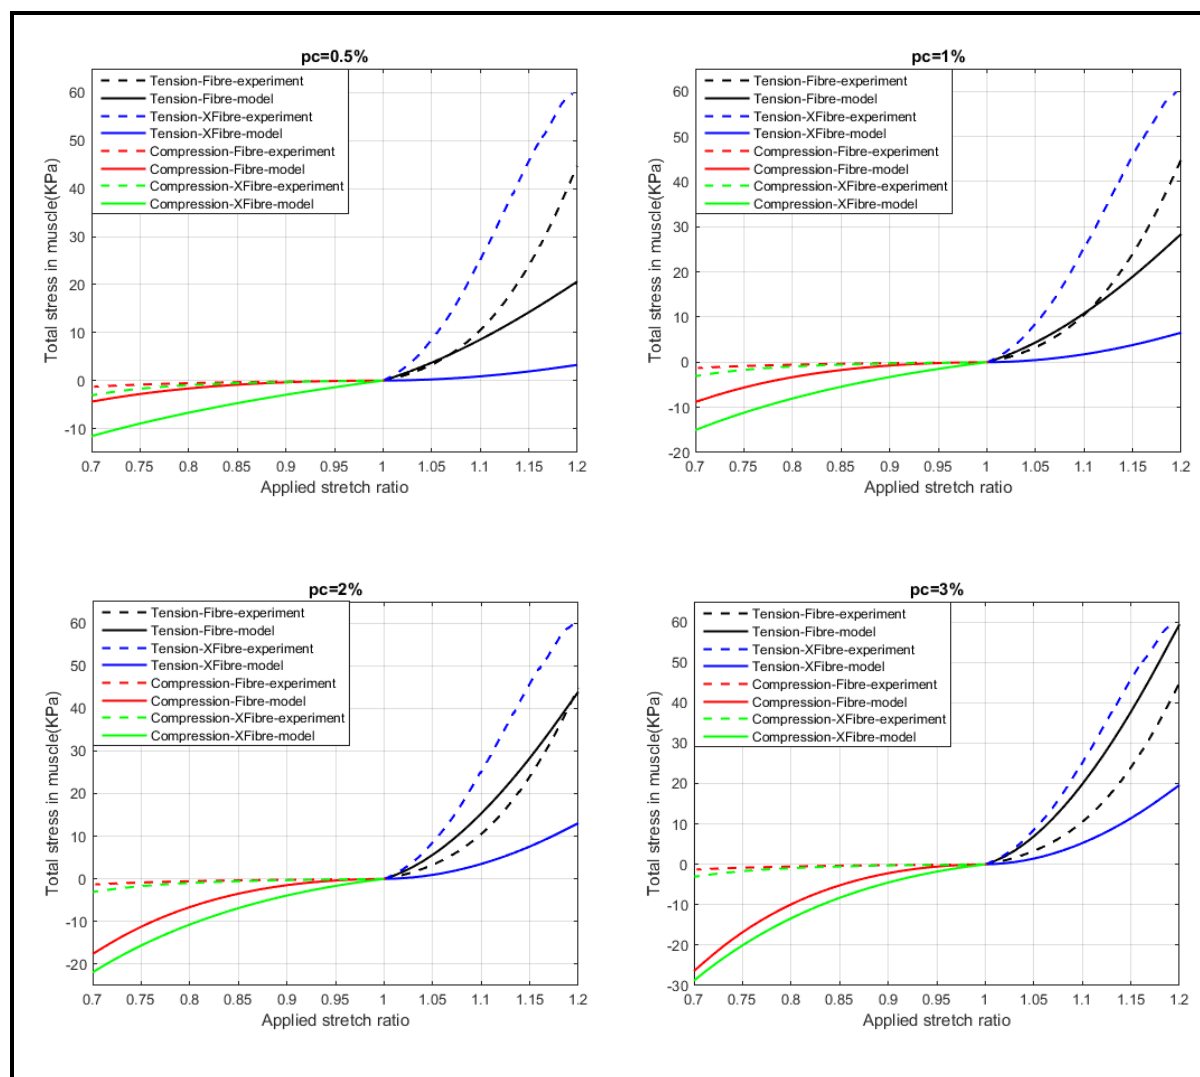 pc=0.5%
Tension-Fibre-experiment
Tension-Fibre-model
Tension-XFibre-experiment
Tension-XFibre-model
Compression-Fibre-experiment
Compression-Fibre-model
Compression-XFibre-experiment
Compression-XFibre-model
Total stress in muscle(KPa)
60
50
40
30
20
10
0
-10
0.7 0.75 0.8 0.85 0.9 0.95 1 1.05 1.1 1.15 1.2
Applied stretch ratio
pc=1%
Tension-Fibre-experiment
Tension-Fibre-model
Tension-XFibre-experiment
Tension-XFibre-model
Compression-Fibre-experiment
Compression-Fibre-model
Compression-XFibre-experiment
Compression-XFibre-model
Total stress in muscle(KPa)
60
50
40
30
20
10
0
-10
-20
0.7 0.75 0.8 0.85 0.9 0.95 1 1.05 1.1 1.15 1.2
Applied stretch ratio
pc=2%
Tension-Fibre-experiment
Tension-Fibre-model
Tension-XFibre-experiment
Tension-XFibre-model
Compression-Fibre-experiment
Compression-Fibre-model
Compression-XFibre-experiment
Compression-XFibre-model
Total stress in muscle(KPa)
60
50
40
30
20
10
0
-10
-20
0.7 0.75 0.8 0.85 0.9 0.95 1 1.05 1.1 1.15 1.2
Applied stretch ratio
pc=3%
Tension-Fibre-experiment
Tension-Fibre-model
Tension-XFibre-experiment
Tension-XFibre-model
Compression-Fibre-experiment
Compression-Fibre-model
Compression-XFibre-experiment
Compression-XFibre-model
Total stress in muscle(KPa)
60
50
40
30
20
10
0
-10
-20
-30
0.7 0.75 0.8 0.85 0.9 0.95 1 1.05 1.1 1.15 1.2
Applied stretch ratio